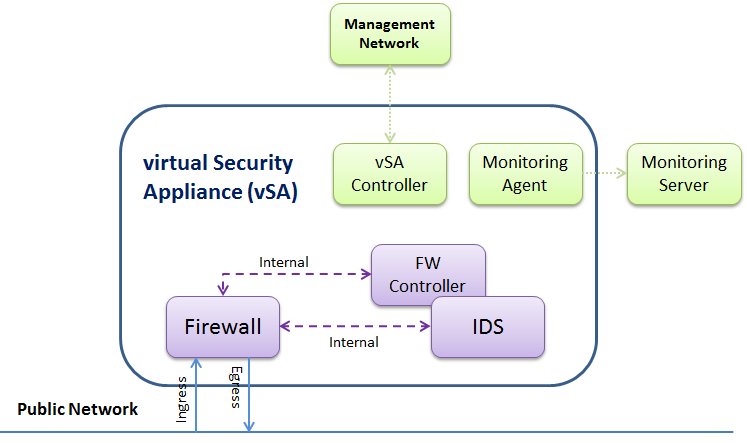 Management
Network
virtual Security
Appliance (vSA)
vSA
Controller
Monitoring
Agent
Monitoring
Server
Internal
FW
Controller
Firewall
IDS
Internal
Ingress
Egress
Public Network